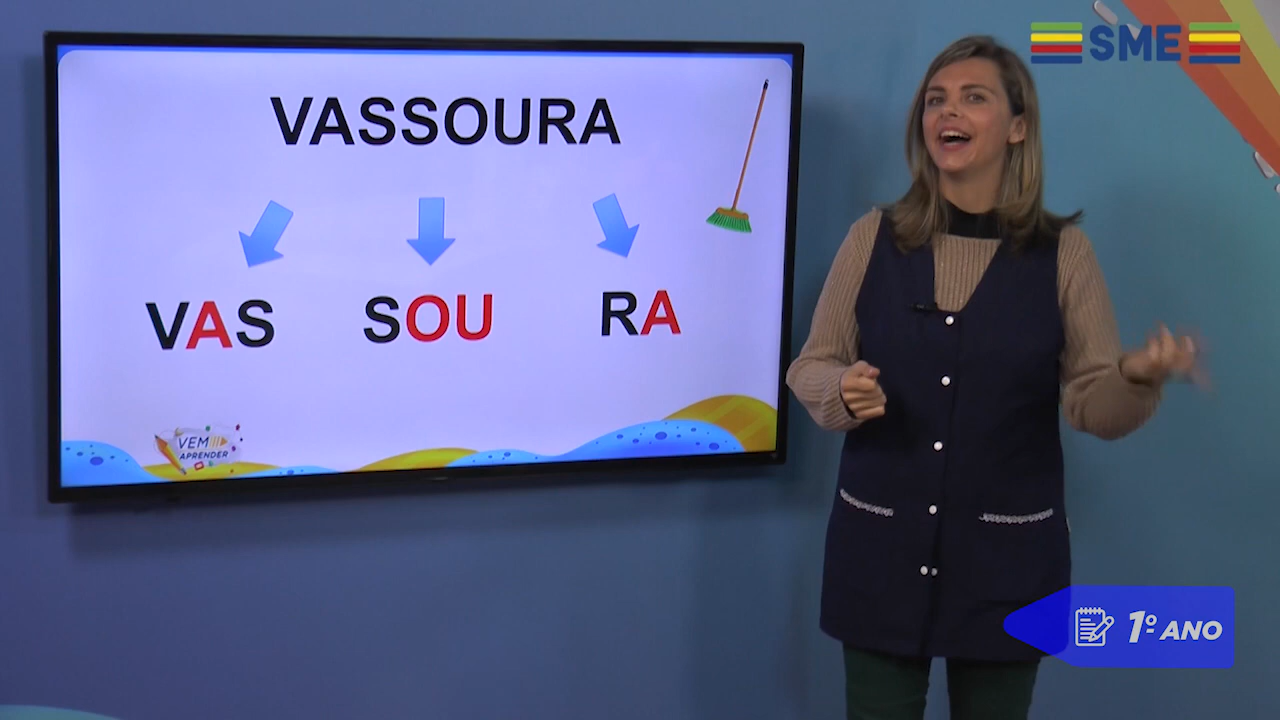 SME
VASSOURA
VAS SOU RA
VEM
APRENDER
1º ANO